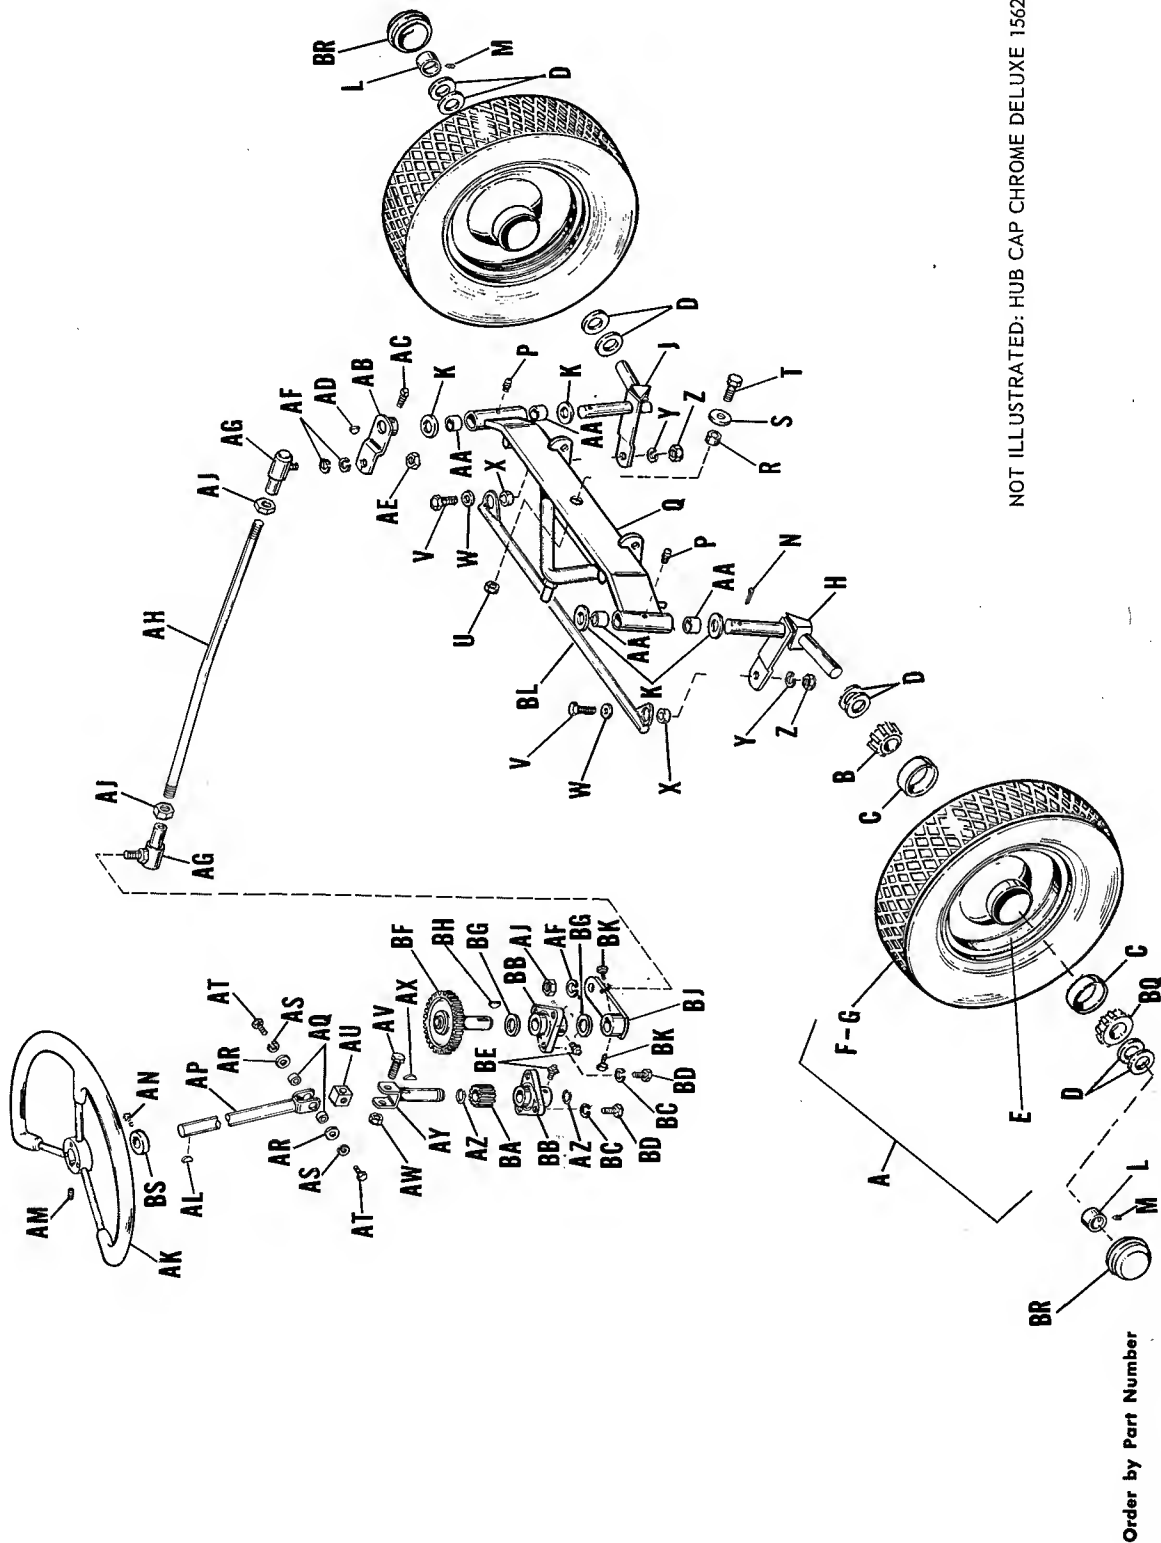 BR
L
M
D
D
J
K
P
K
Y
Z
T
S
R
AA
AA
X
AC
AB
AD
AF
AG
AJ
AE
V
W
U
Q
P
N
AA
AA
H
K
BL
V
W
X
Y
Z
D
B
C
AH
AJ
AG
BF
BH
BG
BB
AJ
AF
BG
BK
BJ
BK
BE
BD
BC
AT
AS
AR
AQ
AU
AV
AX
AP
AN
AM
AK
BS
AL
AR
AS
AT
AW
AY
AZ
BA
BB
AZ
BC
BD
F-G
E
A
C
BQ
D
L
M
BR
NOT ILLUSTRATED: HUB CAP CHROME DELUXE 1562
Order by Part Number